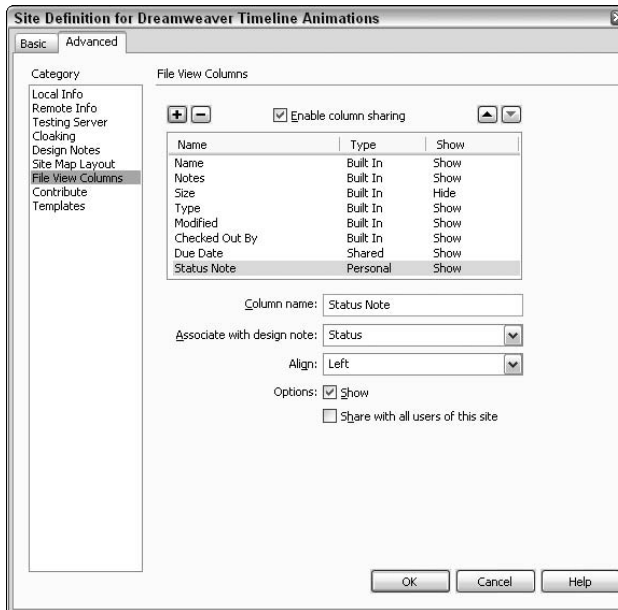 Site Definition for Dreamweaver Timeline Animations
Basic Advanced
Category
Local Info
Remote Info
Testing Server
Cloaking
Design Notes
Site Map Layout
File View Columns
Contribute
Templates
File View Columns
Enable column sharing
Name Type Show
Name Built In Show
Notes Built In Show
Size Built In Hide
Type Built In Show
Modified Built In Show
Checked Out By Built In Show
Due Date Shared Show
Status Note Personal Show
Column name: Status Note
Associate with design note: Status
Align: Left
Options: Show
Share with all users of this site
OK Cancel Help